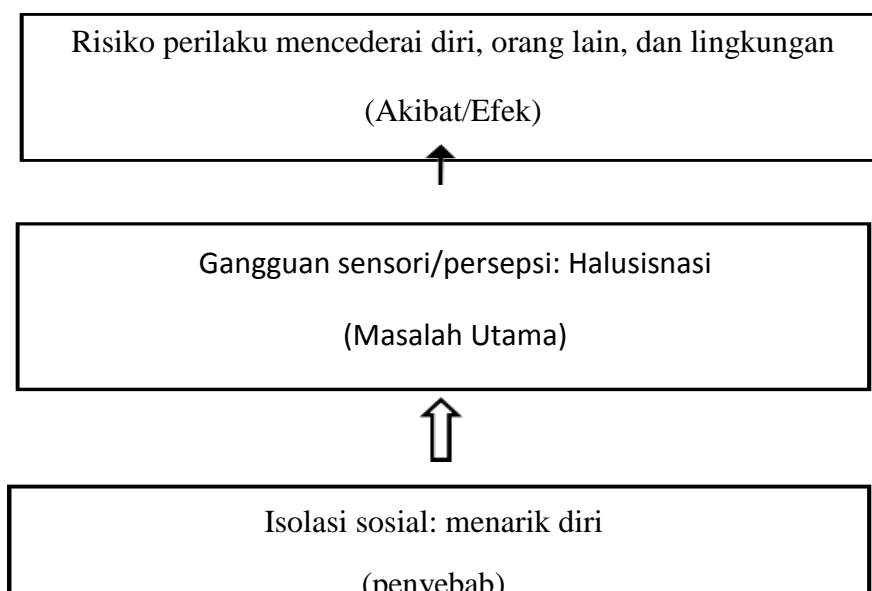 Risiko perilaku mencederai diri, orang lain, dan lingkungan
(Akibat/Efek)
Gangguan sensori/persepsi: Halusisnasi
(Masalah Utama)
Isolasi sosial: menarik diri
(penyebab)